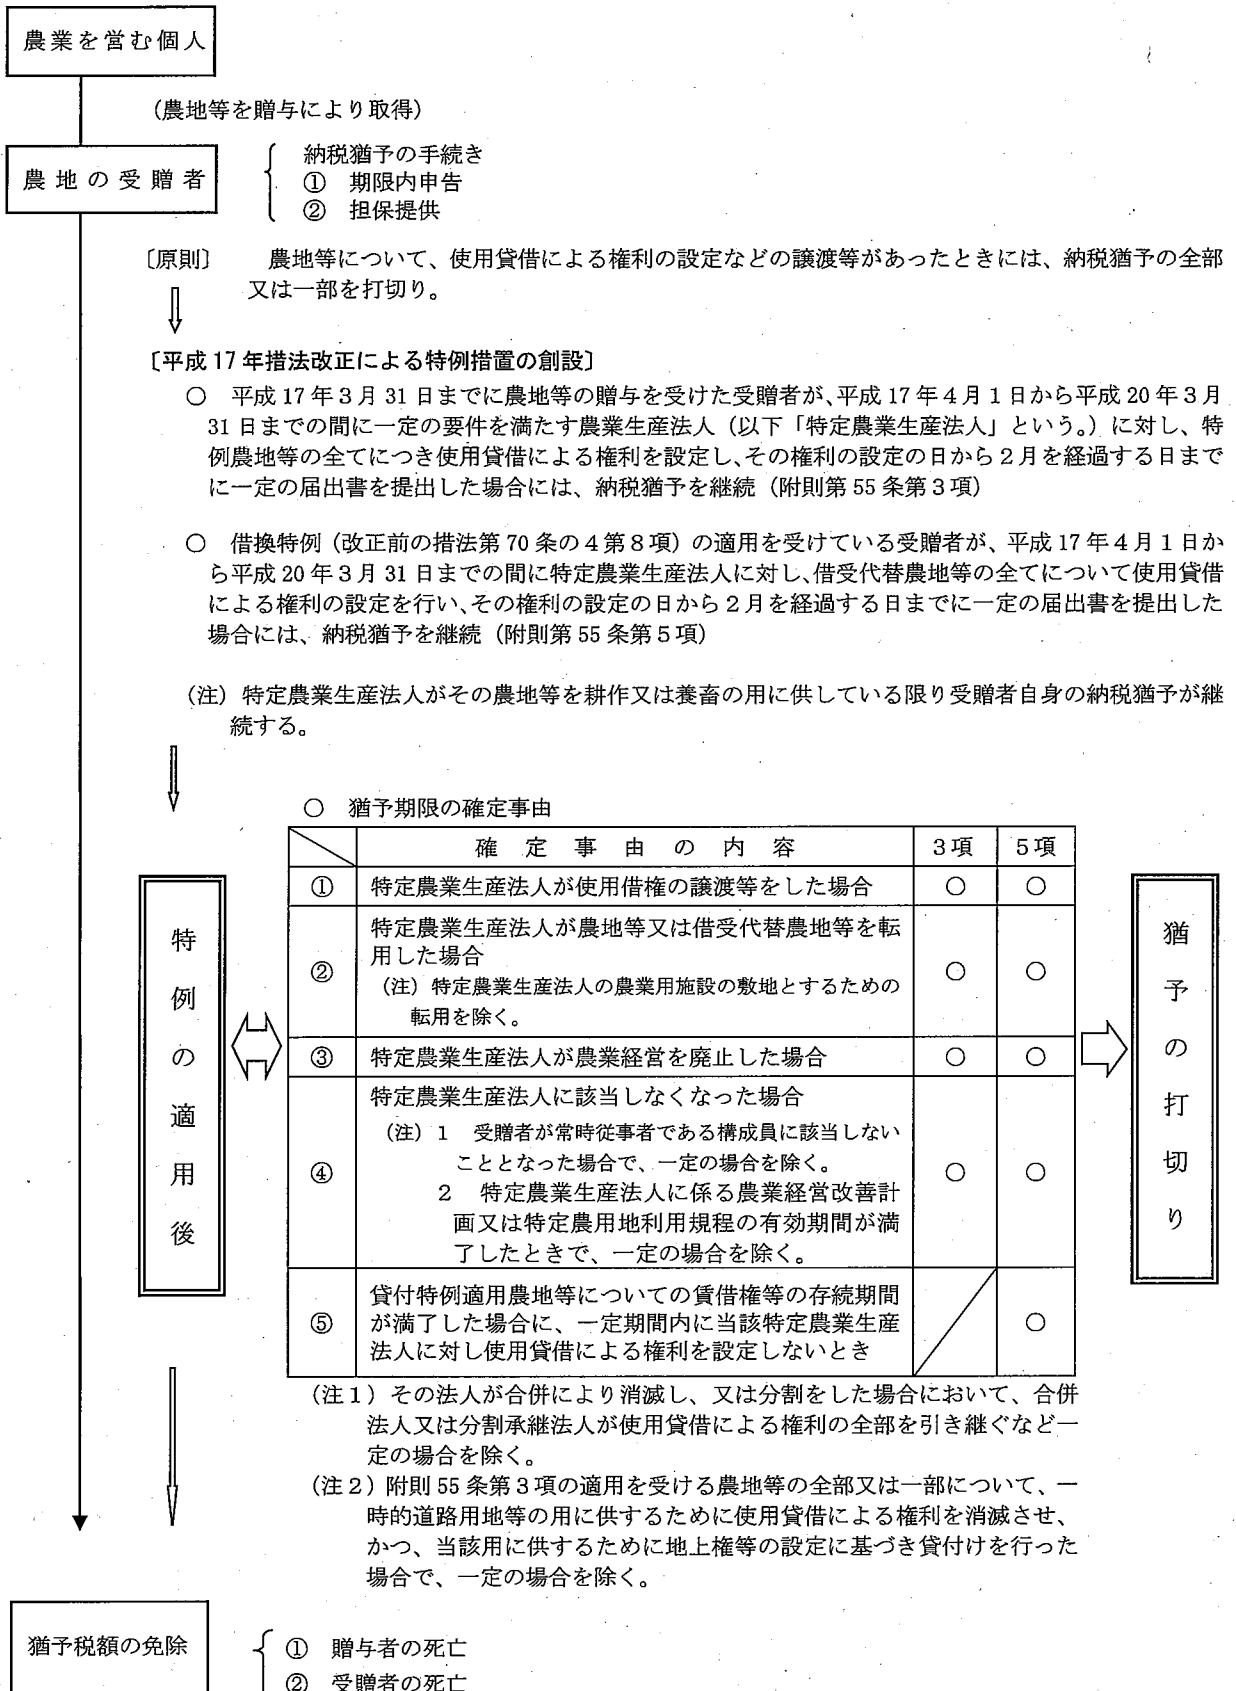 農業を営む個人
（農地等を贈与により取得）
農地の受贈者
納税猶予の手続き
① 期限内申告
② 担保提供
〔原則〕 農地等について、使用貸借による権利の設定などの譲渡等があったときには、納税猶予の全部
又は一部を打切り。
〔平成17年措法改正による特例措置の創設〕
○ 平成17年3月31日までに農地等の贈与を受けた受贈者が、平成17年4月1日から平成20年3月
31日までの間に一定の要件を満たす農業生産法人（以下「特定農業生産法人」という。）に対し、特
例農地等の全てにつき使用貸借による権利を設定し、その権利の設定の日から2月を経過する日まで
に一定の届出書を提出した場合には、納税猶予を継続（附則第55条第3項）
○ 借換特例（改正前の措法第70条の4第8項）の適用を受けている受贈者が、平成17年4月1日か
ら平成20年3月31日までの間に特定農業生産法人に対し、借受代替農地等の全てについて使用貸借
による権利の設定を行い、その権利の設定の日から2月を経過する日までに一定の届出書を提出した
場合には、納税猶予を継続（附則第55条第5項）
（注）特定農業生産法人がその農地等を耕作又は養畜の用に供している限り受贈者自身の納税猶予が継
続する。
○ 猶予期限の確定事由
確定事由の内容 3項 5項
① 特定農業生産法人が使用借権の譲渡等をした場合 ○ ○
特定農業生産法人が農地等又は借受代替農地等を転
用した場合
② ○ ○
（注）特定農業生産法人の農業用施設の敷地とするための
転用を除く。
③ 特定農業生産法人が農業経営を廃止した場合 ○ ○
特定農業生産法人に該当しなくなった場合
（注）1 受贈者が常時従事者である構成員に該当しない
こととなった場合で、一定の場合を除く。
④ ○ ○
2 特定農業生産法人に係る農業経営改善計
画又は特定農用地利用規程の有効期間が満
了したときで、一定の場合を除く。
貸付特例適用農地等についての賃借権等の存続期間
⑤ が満了した場合に、一定期間内に当該特定農業生産 ○
法人に対し使用貸借による権利を設定しないとき
特例の適用後
猶予の打切り
（注1）その法人が合併により消滅し、又は分割をした場合において、合併
法人又は分割承継法人が使用貸借による権利の全部を引き継ぐなど一
定の場合を除く。
（注2）附則55条第3項の適用を受ける農地等の全部又は一部について、一
時的道路用地等の用に供するために使用貸借による権利を消滅させ、
かつ、当該用に供するために地上権等の設定に基づき貸付けを行った
場合で、一定の場合を除く。
猶予税額の免除
① 贈与者の死亡
② 受贈者の死亡